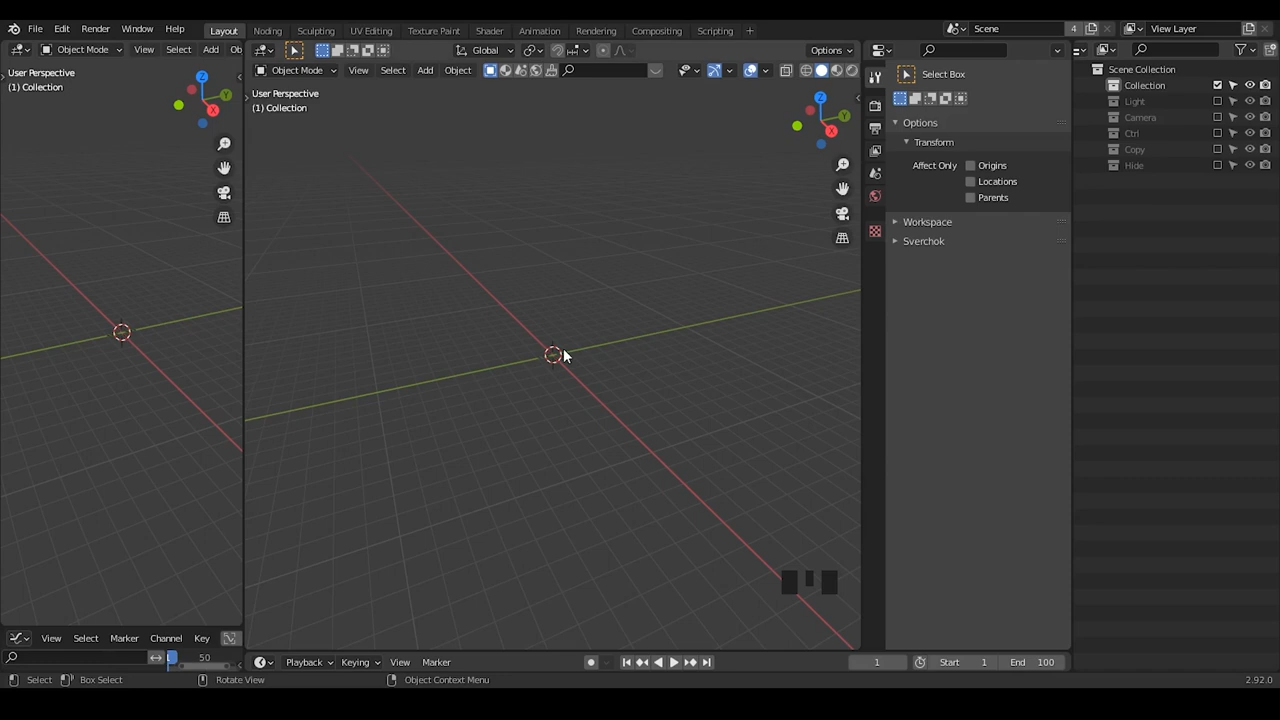 File Edit Render Window Help Layout Noding Sculpting UV Editing Texture Paint Shader Animation Rendering Compositing Scripting + Scene 4 View Layer
Object Mode View Select Add Ob Global Options
Object Mode View Select Add Object
User Perspective
(1) Collection
User Perspective
(1) Collection
Z Y X
Z Y X
Select Box
Options
Transform
Affect Only Origins
Locations
Parents
Workspace
Sverchok
Scene Collection
Collection
Light
Camera
Ctrl
Copy
Hide
View Select Marker Channel Key
1 50
Playback Keying View Marker 1 Start 1 End 100
Select Box Select Rotate View Object Context Menu 2.92.0